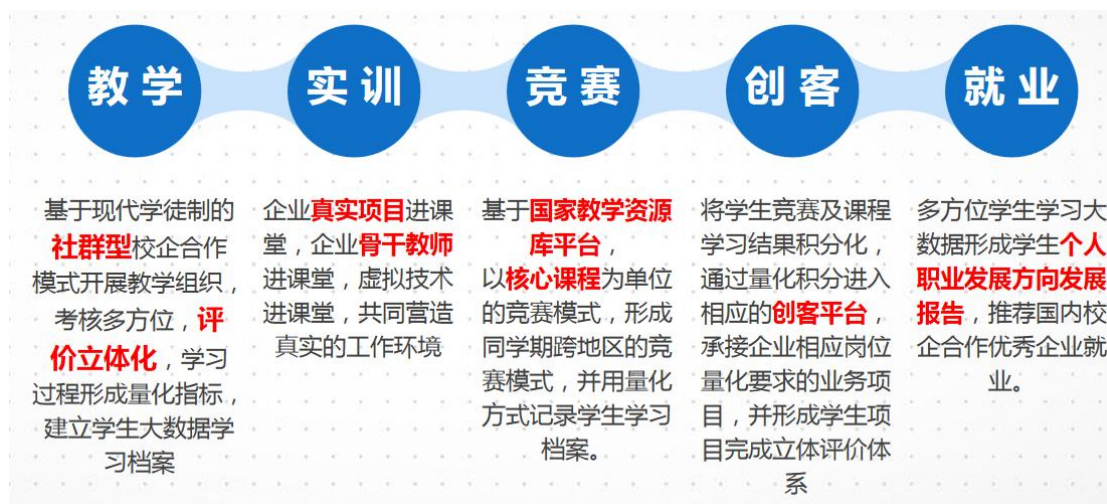 教学
实训
竞赛
创客
就业
基于现代学徒制的
社群型校企合作
模式开展教学组织，
考核多方位，评
价立体化，学习
过程形成量化指标，
建立学生大数据学
习档案
企业真实项目进课
堂，企业骨干教师
进课堂，虚拟技术
进课堂，共同营造
真实的工作环境
基于国家教学资源
库平台，
以核心课程为单位
的竞赛模式，形成
同学期跨地区的竞
赛模式，并用量化
方式记录学生学习
档案。
将学生竞赛及课程
学习结果积分化，
通过量化积分进入
相应的创客平台，
承接企业相应岗位
量化要求的业务项
目，并形成学生项
目完成立体评价体
系
多方位学生学习大
数据形成学生个人
职业发展方向发展
报告，推荐国内校
企合作优秀企业就
业。